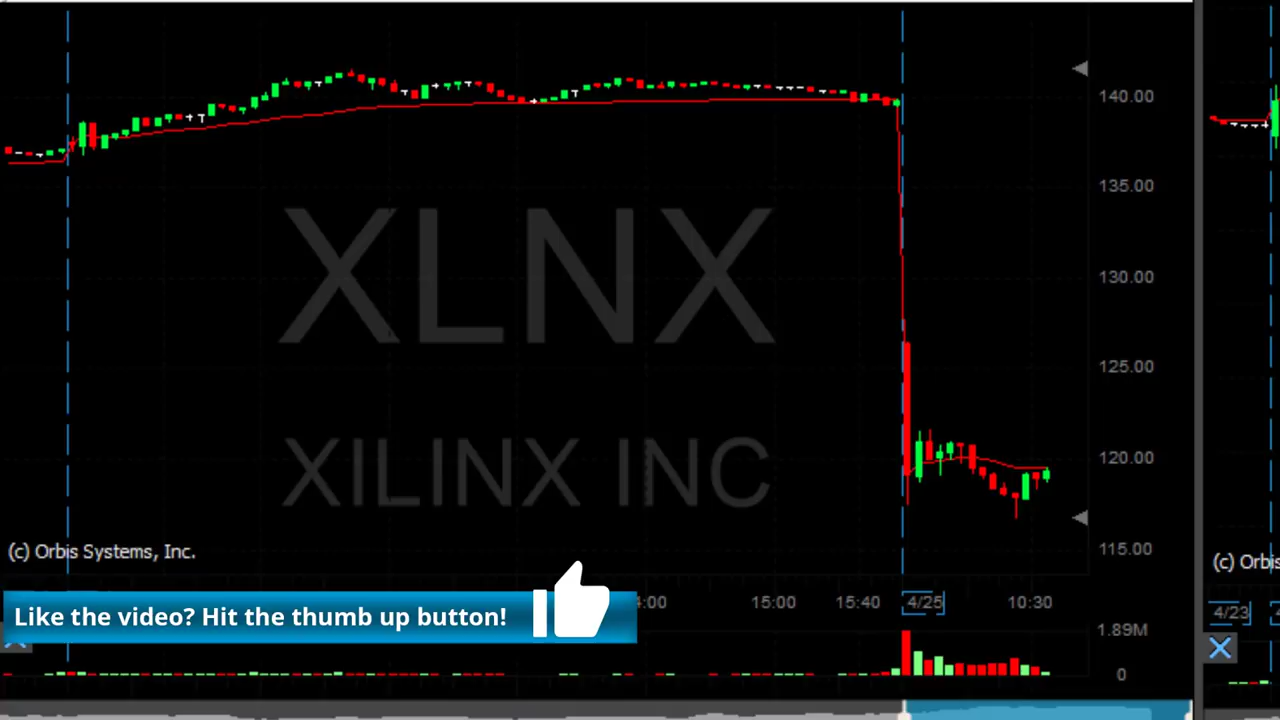 140.00
135.00
XLNX
130.00
125.00
XILINX INC
120.00
(c) Orbis Systems, Inc.
115.00
(c) Orbis
Like the video? Hit the thumb up button!
4:00
15:00
15:40
4/25
10:30
4/23
1.89M
0